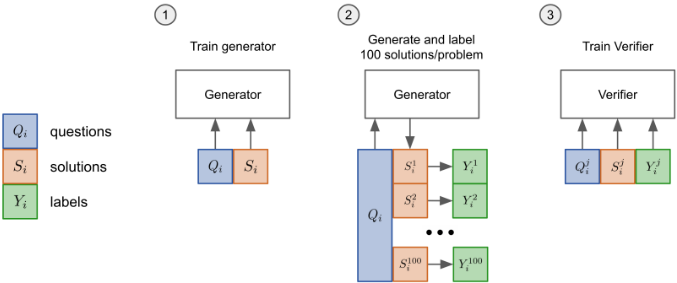 1
Train generator
Generator
Q_i S_i
2
Generate and label
100 solutions/problem
Generator
Q_i
S_i^1 Y_i^1
S_i^2 Y_i^2
•••
S_i^100 Y_i^100
3
Train Verifier
Verifier
Q_i^j S_i^j Y_i^j
Q_i questions
S_i solutions
Y_i labels